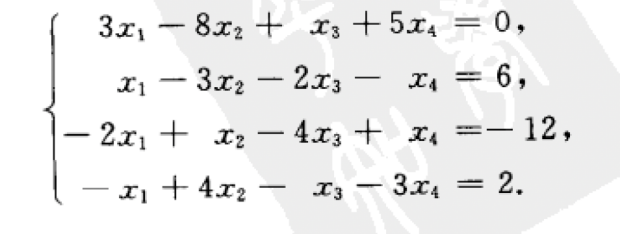 3x₁ − 8x₂ + x₃ + 5x₄ = 0,
x₁ − 3x₂ − 2x₃ − x₄ = 6,
− 2x₁ + x₂ − 4x₃ + x₄ =− 12,
− x₁ + 4x₂ − x₃ − 3x₄ = 2.